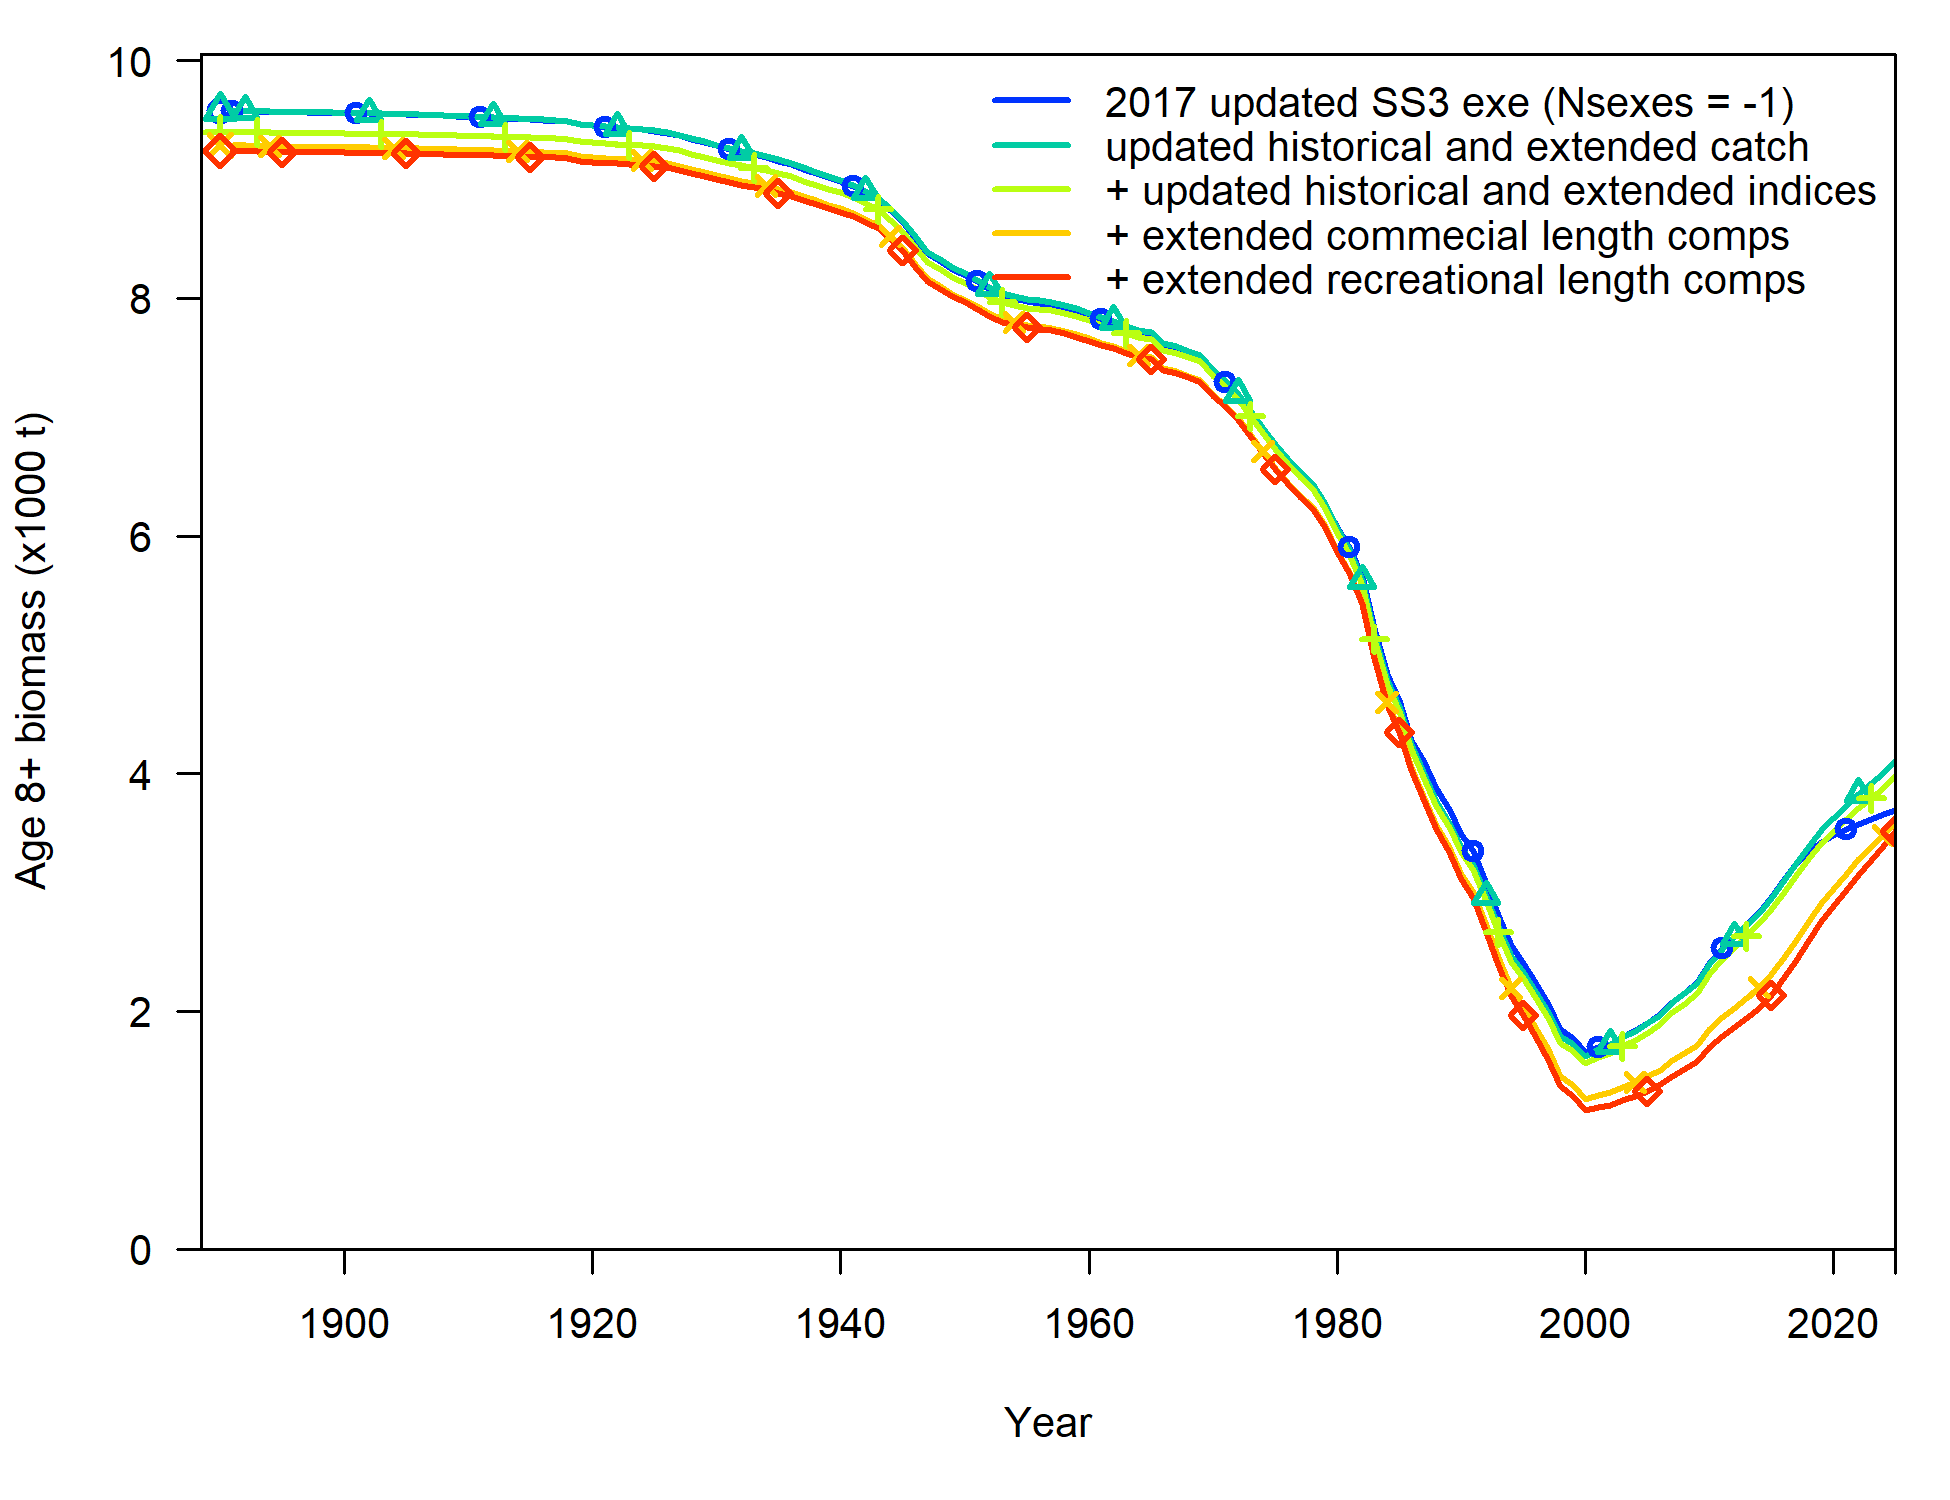 10
8
6
4
2
0
Age 8+ biomass (x1000 t)
2017 updated SS3 exe (Nsexes = -1)
updated historical and extended catch
+ updated historical and extended indices
+ extended commecial length comps
+ extended recreational length comps
1900 1920 1940 1960 1980 2000 2020
Year